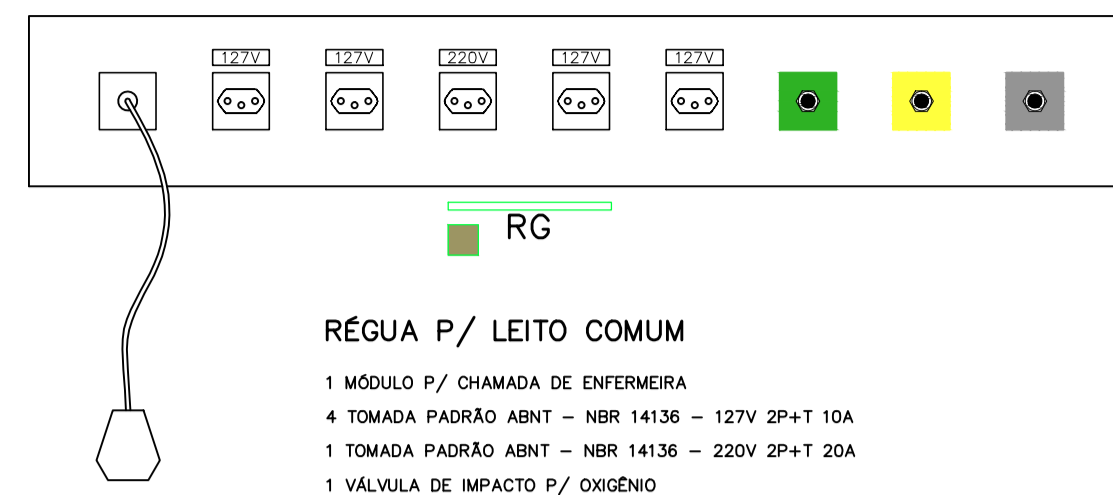 127V 127V 220V 127V 127V
RG
RÉGUA P/ LEITO COMUM
1 MÓDULO P/ CHAMADA DE ENFERMEIRA
4 TOMADA PADRÃO ABNT – NBR 14136 – 127V 2P+T 10A
1 TOMADA PADRÃO ABNT – NBR 14136 – 220V 2P+T 20A
1 VÁLVULA DE IMPACTO P/ OXIGÊNIO